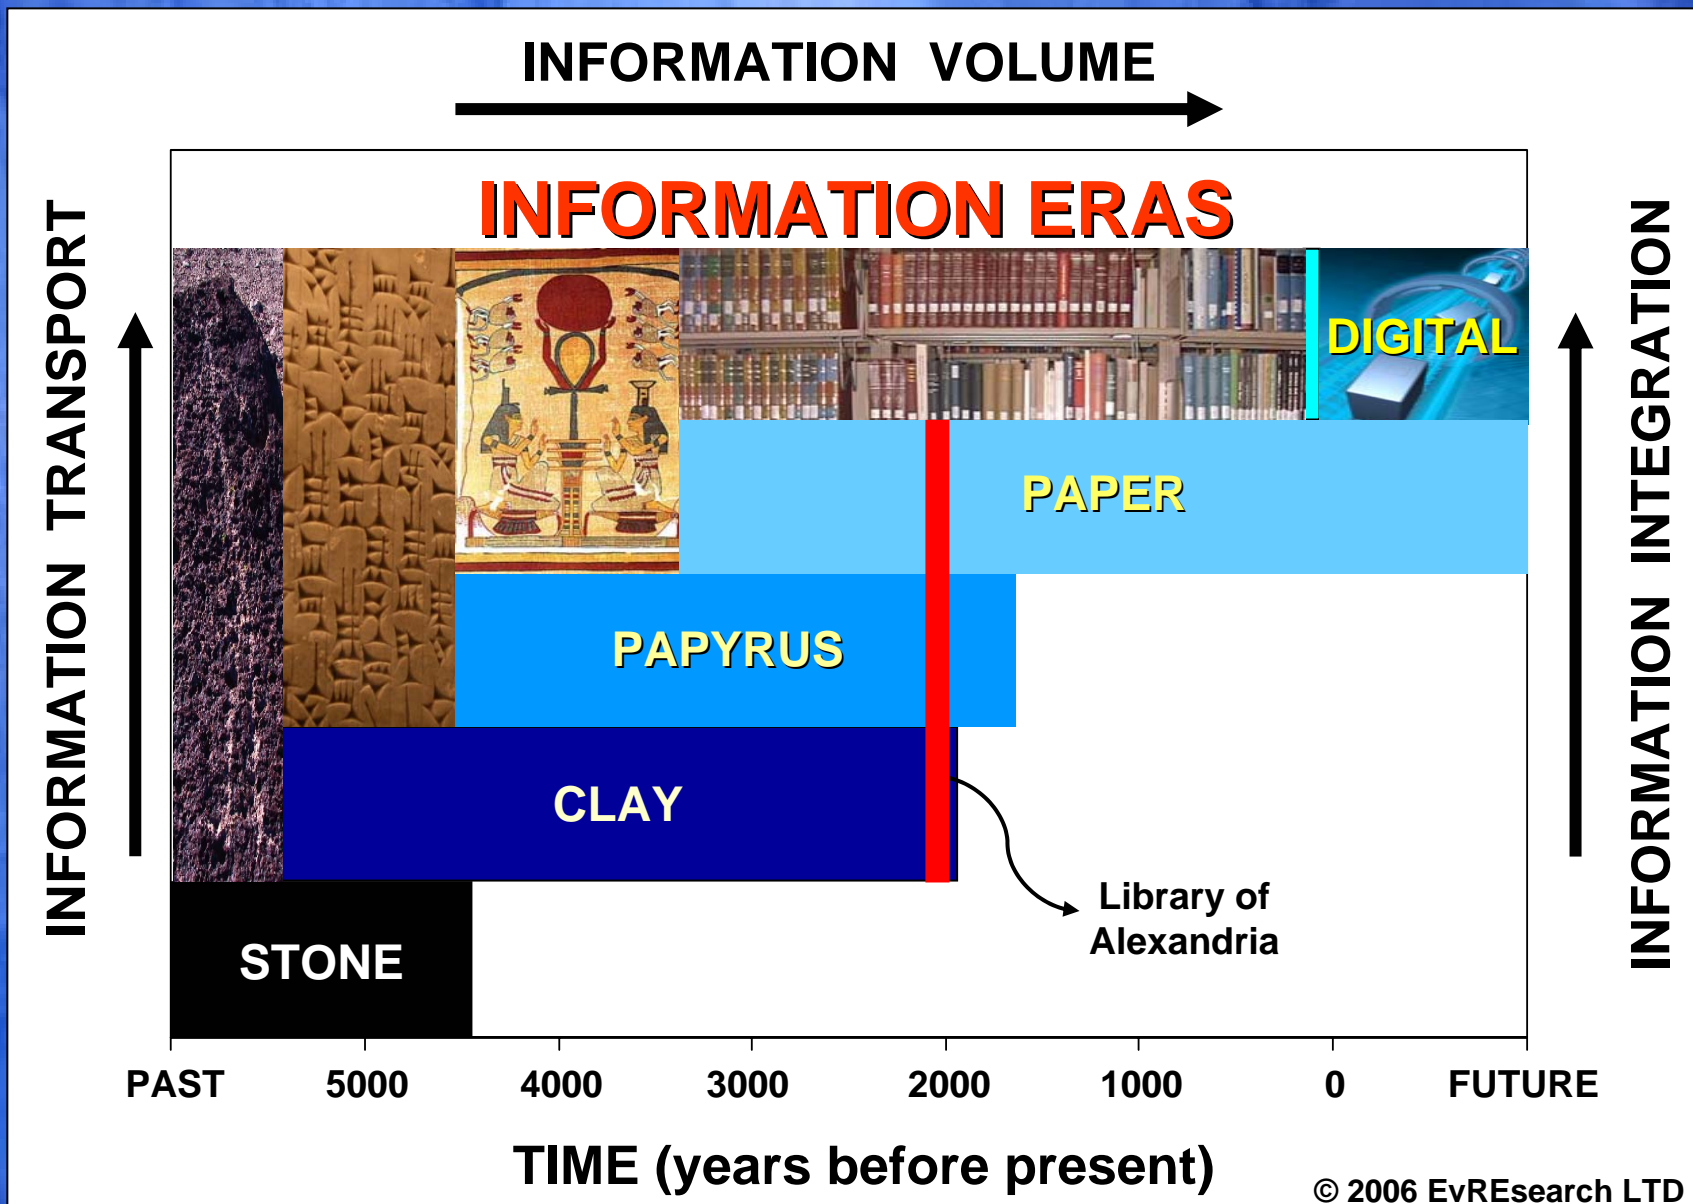 INFORMATION VOLUME
INFORMATION ERAS
INFORMATION TRANSPORT
INFORMATION INTEGRATION
DIGITAL
PAPER
PAPYRUS
CLAY
Library of
Alexandria
STONE
PAST 5000 4000 3000 2000 1000 0 FUTURE
TIME (years before present)
© 2006 EvREsearch LTD